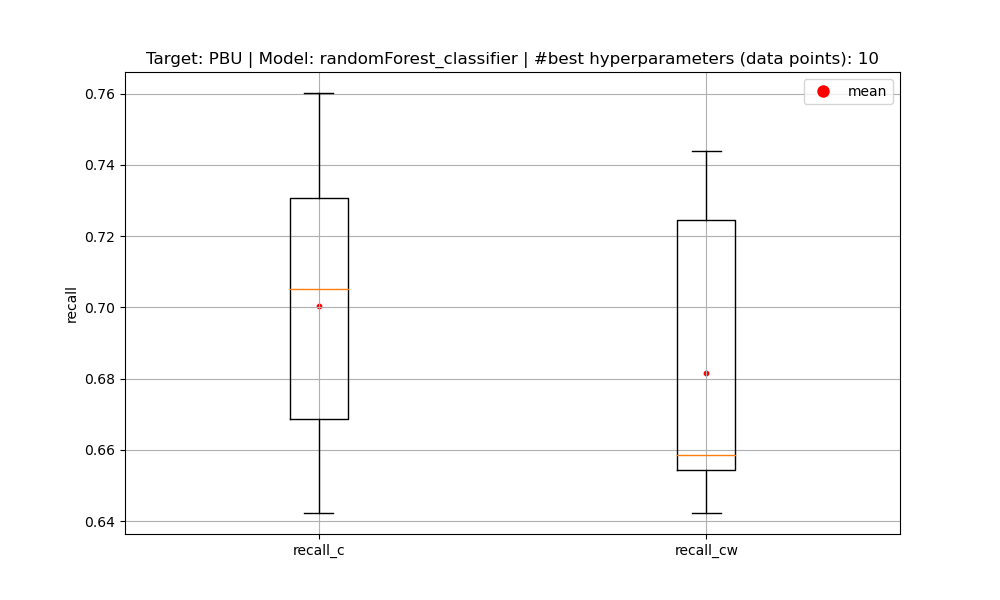 Target: PBU | Model: randomForest_classifier | #best hyperparameters (data points): 10
mean
0.76
0.74
0.72
0.70
0.68
0.66
0.64
recall
recall_c
recall_cw